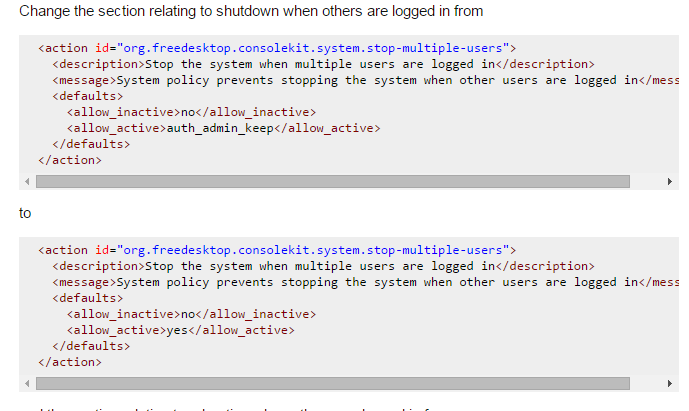 Change the section relating to shutdown when others are logged in from
<action id="org.freedesktop.consolekit.system.stop-multiple-users">
<description>Stop the system when multiple users are logged in</description>
<message>System policy prevents stopping the system when other users are logged in</mess
<defaults>
<allow_inactive>no</allow_inactive>
<allow_active>auth_admin_keep</allow_active>
</defaults>
</action>
to
<action id="org.freedesktop.consolekit.system.stop-multiple-users">
<description>Stop the system when multiple users are logged in</description>
<message>System policy prevents stopping the system when other users are logged in</mess
<defaults>
<allow_inactive>no</allow_inactive>
<allow_active>yes</allow_active>
</defaults>
</action>